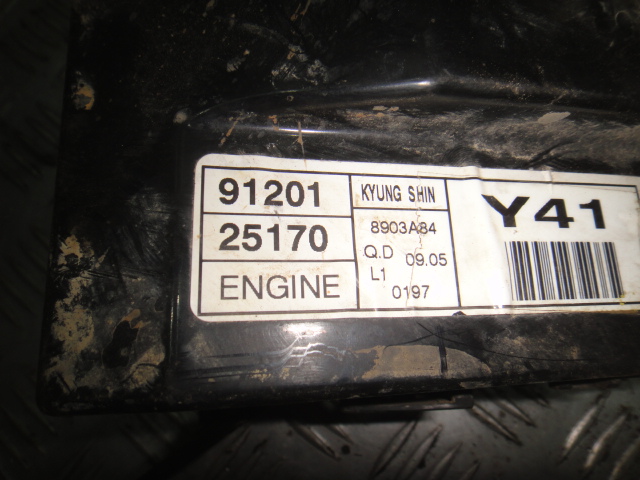 91201
25170
ENGINE
KYUNG SHIN
8903A84
Q.D 09.05
L1
0197
Y41